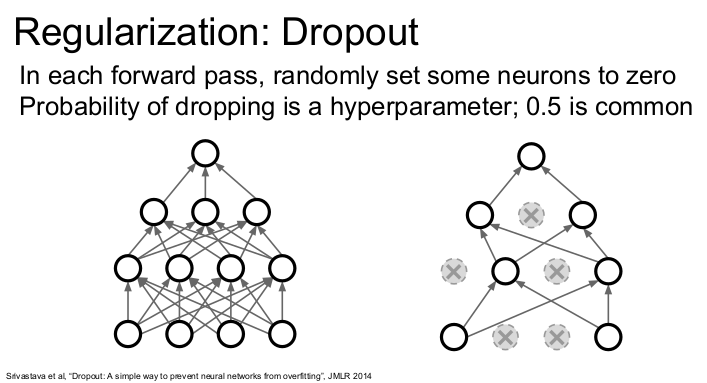 Regularization: Dropout
In each forward pass, randomly set some neurons to zero
Probability of dropping is a hyperparameter; 0.5 is common
Srivastava et al, “Dropout: A simple way to prevent neural networks from overfitting”, JMLR 2014